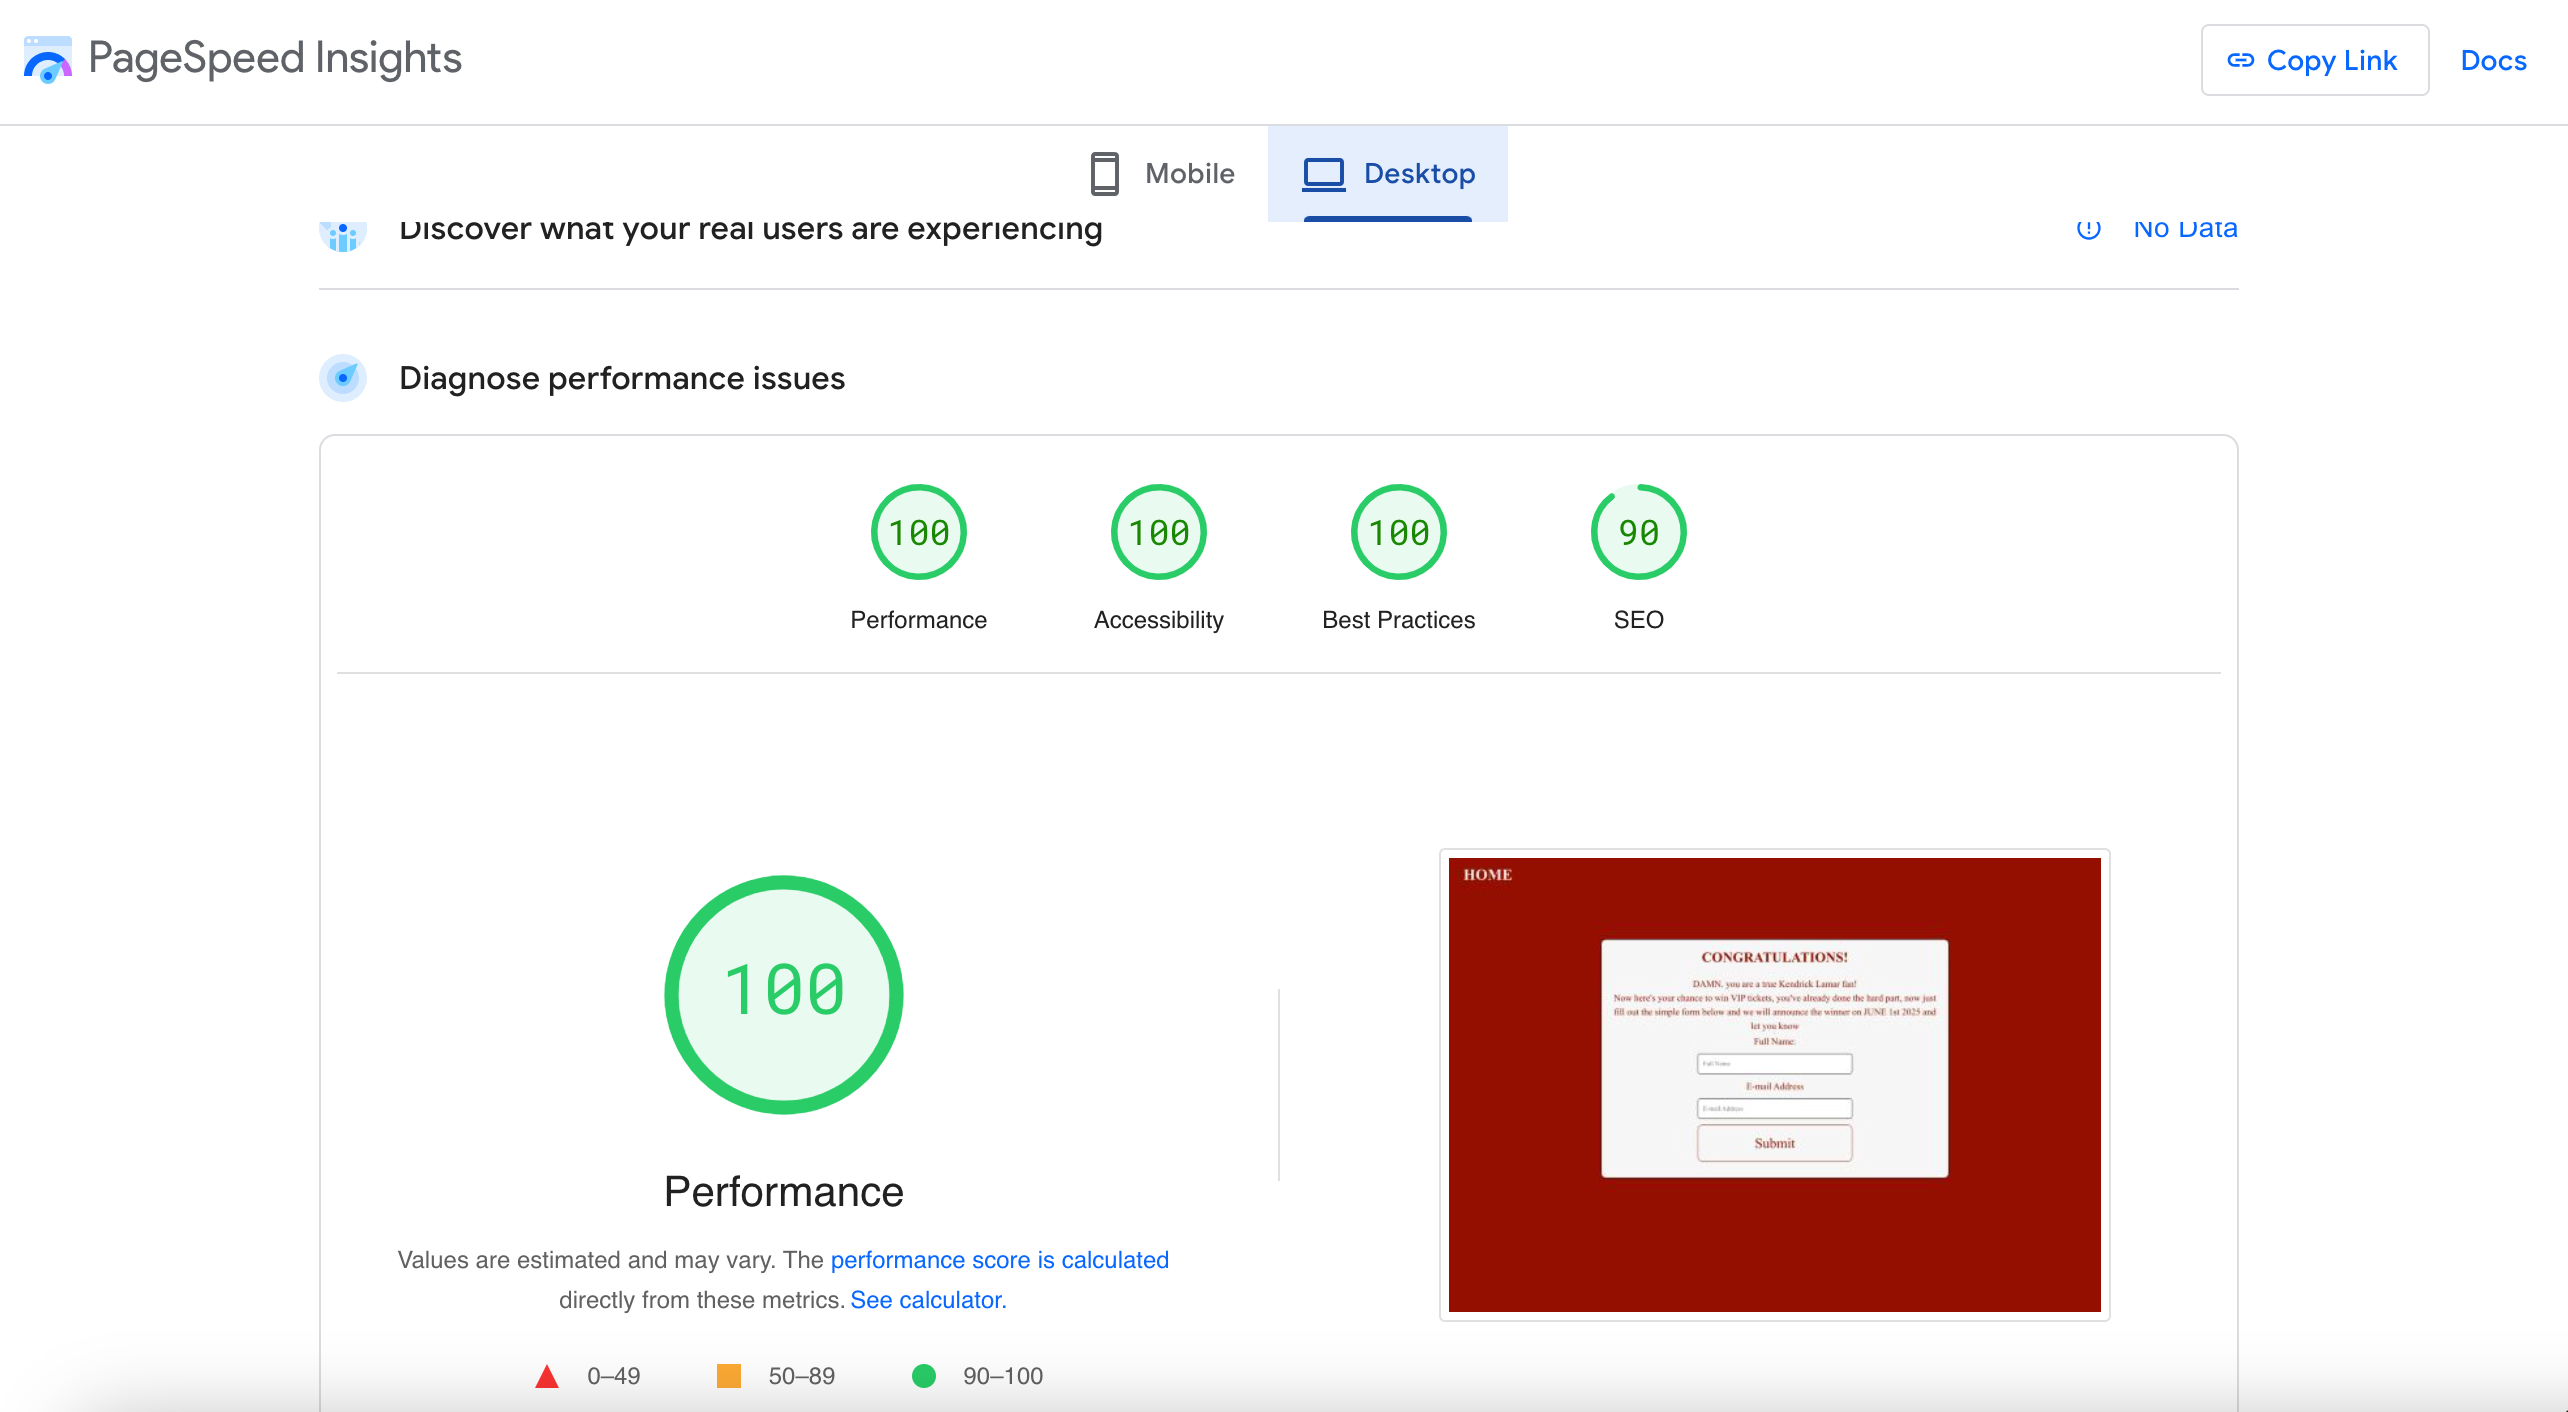 PageSpeed Insights
Copy Link
Docs
Mobile
Desktop
Discover what your real users are experiencing
No Data
Diagnose performance issues
100
100
100
90
Performance
Accessibility
Best Practices
SEO
100
Performance
Values are estimated and may vary. The performance score is calculated
directly from these metrics. See calculator.
0–49
50–89
90–100
HOME
CONGRATULATIONS!
DAMN. you are a true Kendrick Lamar fan!
Now here's your chance to win VIP tickets, you've already done the hard part, now just
fill out the simple form below and we will announce the winner on JUNE 1st 2025 and
let you know
Full Name:
Full Name
E-mail Address
E-mail Address
Submit